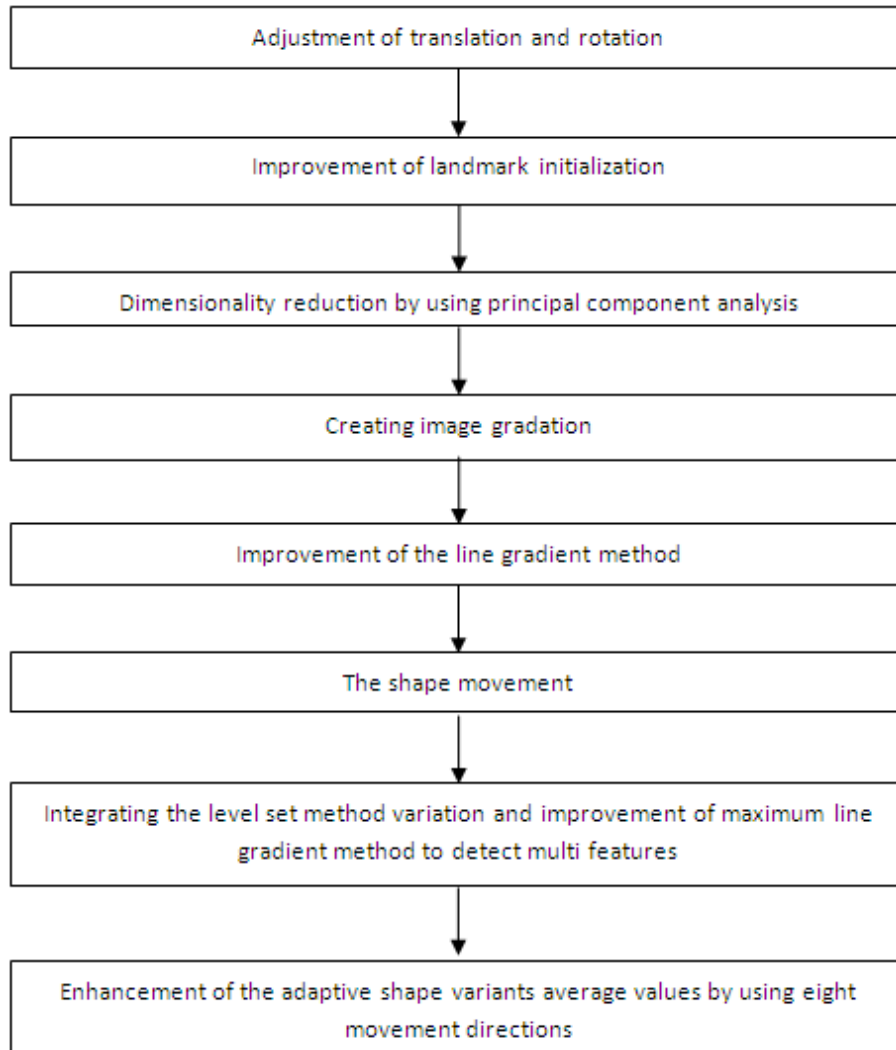 Adjustment of translation and rotation
Improvement of landmark initialization
Dimensionality reduction by using principal component analysis
Creating image gradation
Improvement of the line gradient method
The shape movement
Integrating the level set method variation and improvement of maximum line
gradient method to detect multi features
Enhancement of the adaptive shape variants average values by using eight
movement directions